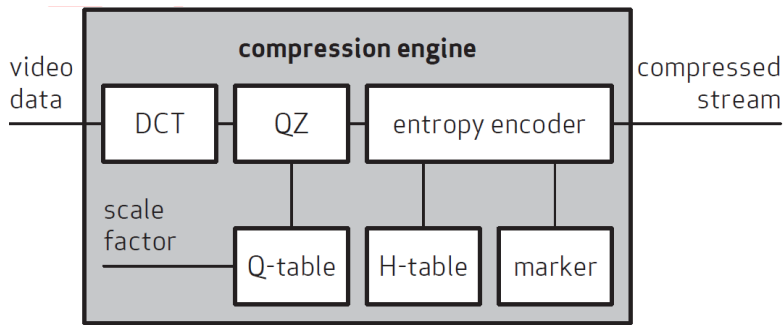 compression engine
video
data
compressed
stream
DCT
QZ
entropy encoder
scale
factor
Q-table
H-table
marker